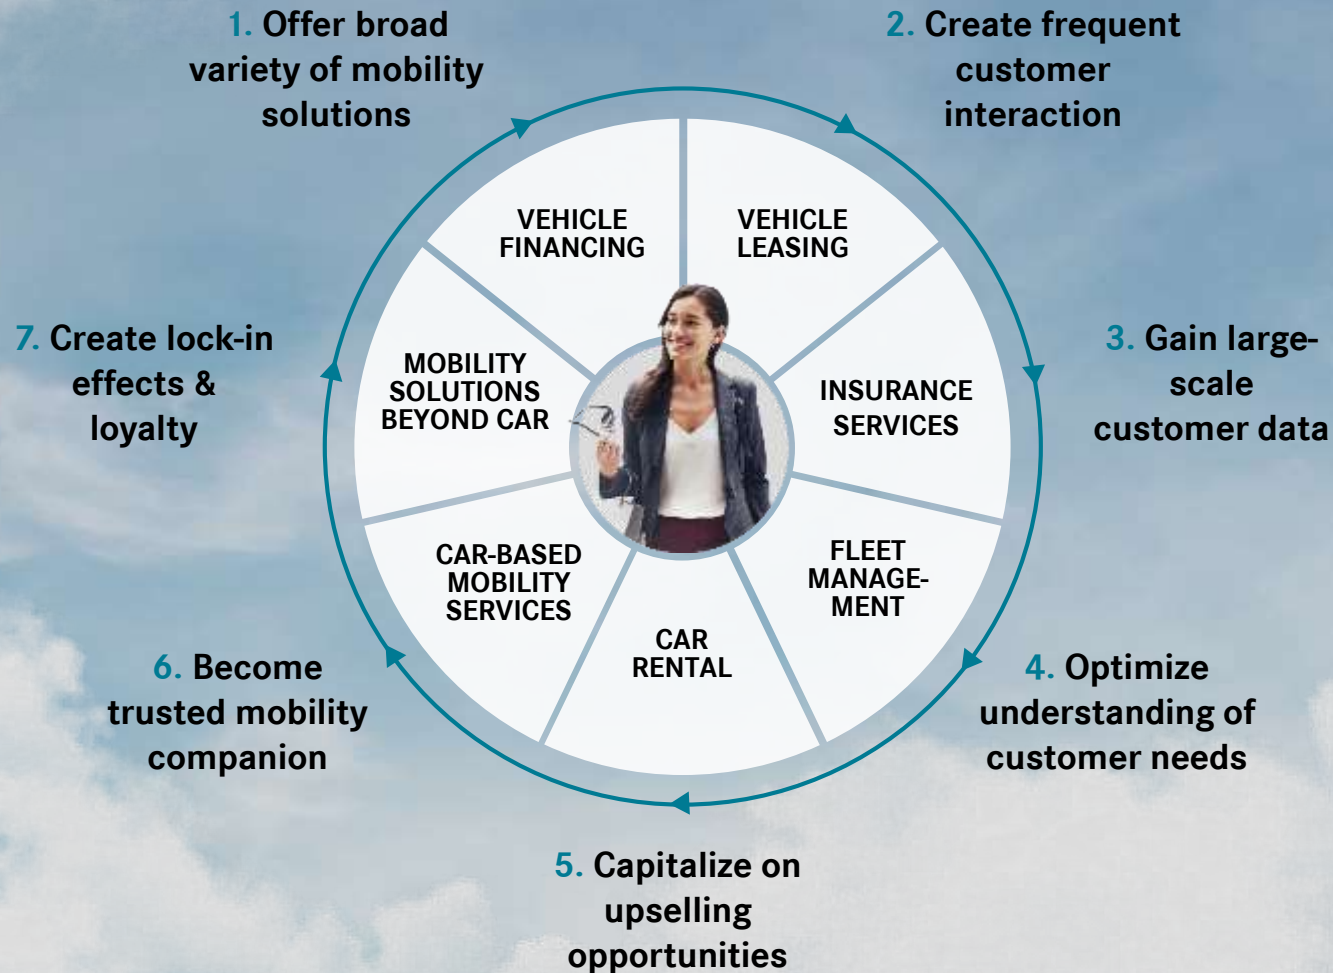 1. Offer broad
variety of mobility
solutions
2. Create frequent
customer
interaction
3. Gain large-
scale
customer data
4. Optimize
understanding of
customer needs
5. Capitalize on
upselling
opportunities
6. Become
trusted mobility
companion
7. Create lock-in
effects &
loyalty
VEHICLE
FINANCING
VEHICLE
LEASING
INSURANCE
SERVICES
FLEET
MANAGE-
MENT
CAR
RENTAL
CAR-BASED
MOBILITY
SERVICES
MOBILITY
SOLUTIONS
BEYOND CAR